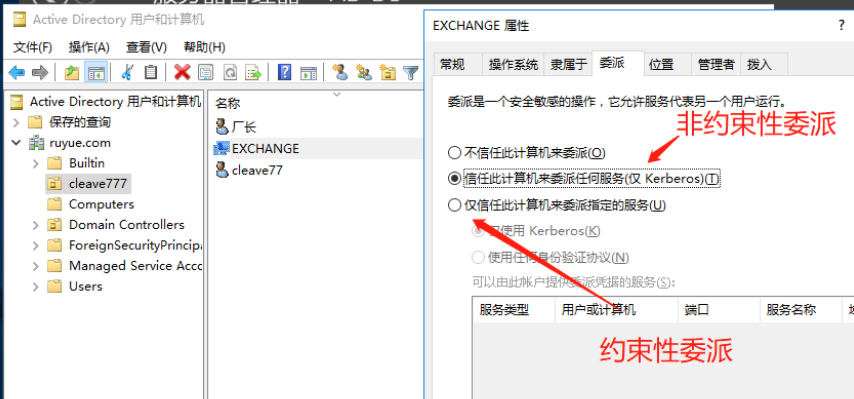 Active Directory 用户和计算机
文件(F) 操作(A) 查看(V) 帮助(H)
Active Directory 用户和计算机
保存的查询
ruyue.com
Builtin
cleave777
Computers
Domain Controllers
ForeignSecurityPrincipa
Managed Service Acco
Users
名称
厂长
EXCHANGE
cleave77
EXCHANGE 属性
?
常规 操作系统 隶属于 委派 位置 管理者 拨入
委派是一个安全敏感的操作，它允许服务代表另一个用户运行。
非约束性委派
不信任此计算机来委派(O)
信任此计算机来委派任何服务(仅 Kerberos)(T)
仅信任此计算机来委派指定的服务(U)
仅使用 Kerberos(K)
使用任何身份验证协议(N)
可以由此帐户提供委派凭据的服务(S):
服务类型 用户或计算机 端口 服务名称
约束性委派